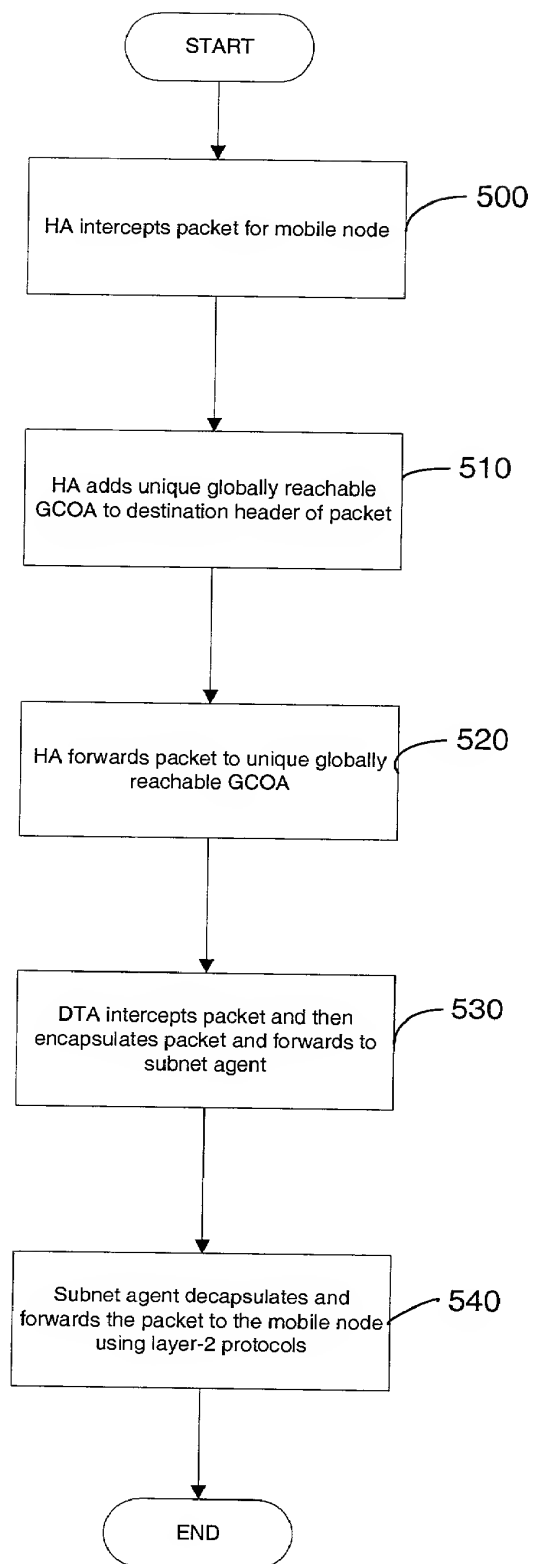 START
HA intercepts packet for mobile node
500
HA adds unique globally reachable
GCOA to destination header of packet
510
HA forwards packet to unique globally
reachable GCOA
520
DTA intercepts packet and then
encapsulates packet and forwards to
subnet agent
530
Subnet agent decapsulates and
forwards the packet to the mobile node
using layer-2 protocols
540
END